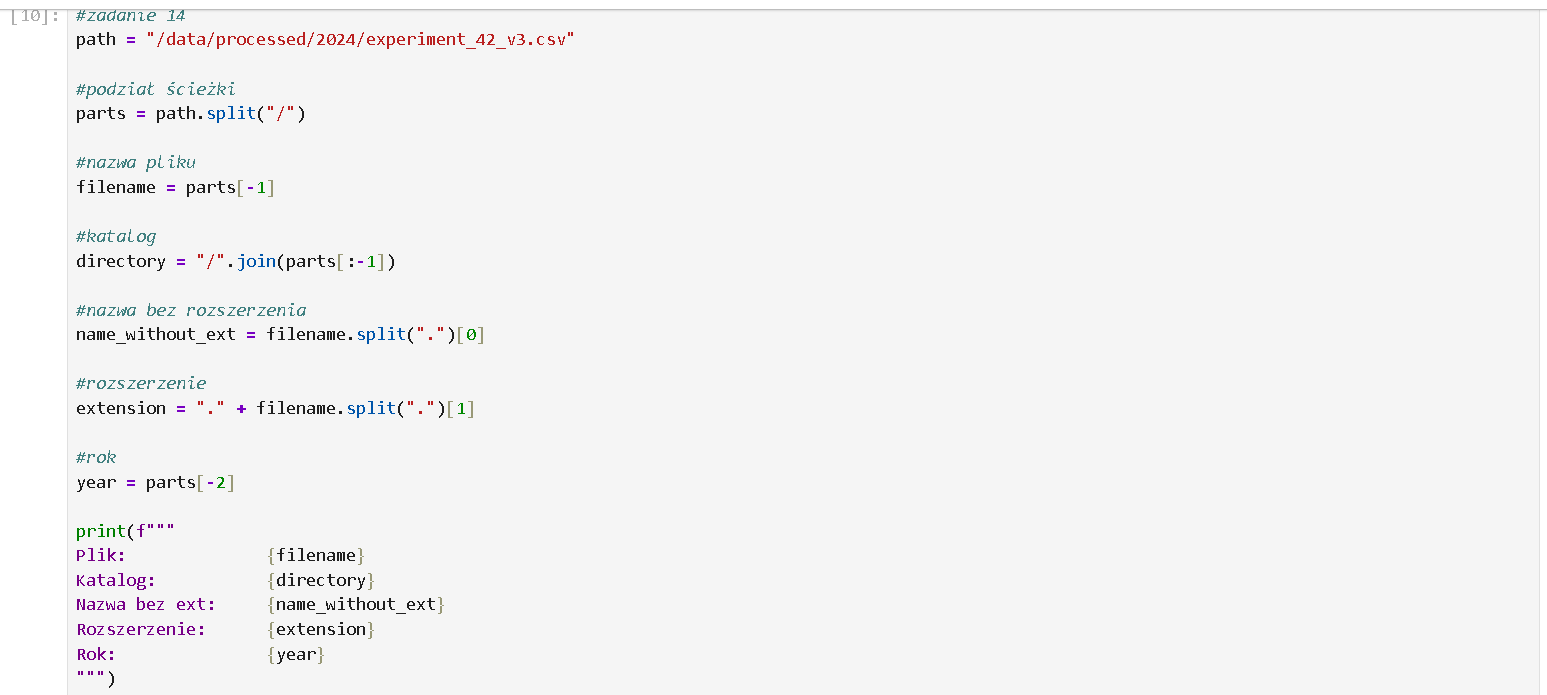 [10]: #zadanie 14
path = "/data/processed/2024/experiment_42_v3.csv"
#podział ścieżki
parts = path.split("/")
#nazwa pliku
filename = parts[-1]
#katalog
directory = "/".join(parts[:-1])
#nazwa bez rozszerzenia
name_without_ext = filename.split(".")[0]
#rozszerzenie
extension = "." + filename.split(".")[1]
#rok
year = parts[-2]
print(f"""
Plik:              {filename}
Katalog:           {directory}
Nazwa bez ext:     {name_without_ext}
Rozszerzenie:      {extension}
Rok:               {year}
""")